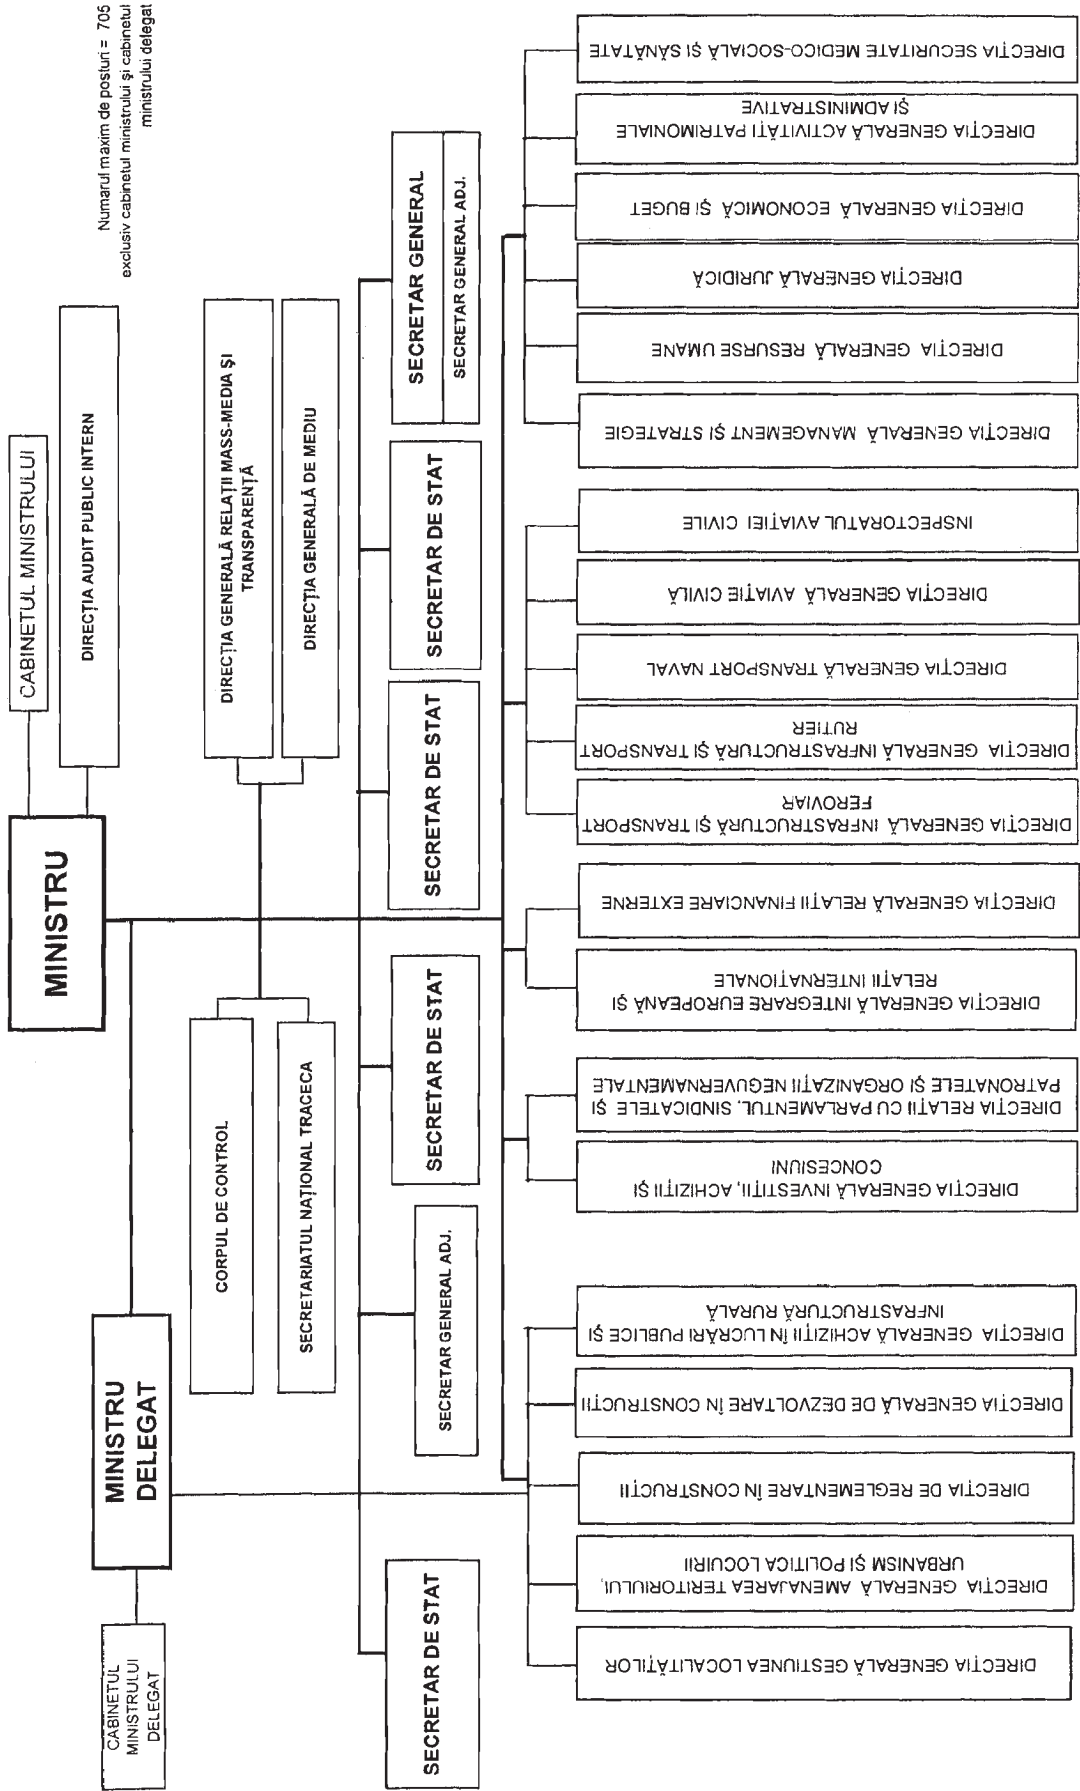 Numarul maxim de posturi = 705
exclusiv cabinetul ministrului şi cabinetul
ministrului delegat
CABINETUL MINISTRULUI
MINISTRU
DIRECŢIA AUDIT PUBLIC INTERN
CABINETUL
MINISTRULUI
DELEGAT
MINISTRU
DELEGAT
CORPUL DE CONTROL
DIRECŢIA GENERALĂ RELAŢII MASS-MEDIA ŞI
TRANSPARENŢĂ
SECRETARIATUL NAŢIONAL TRACECA
DIRECŢIA GENERALĂ DE MEDIU
SECRETAR DE STAT
SECRETAR GENERAL ADJ.
SECRETAR DE STAT
SECRETAR DE STAT
SECRETAR DE STAT
SECRETAR GENERAL
SECRETAR GENERAL ADJ.
DIRECŢIA GENERALĂ GESTIUNEA LOCALITĂŢILOR
DIRECŢIA GENERALĂ AMENAJAREA TERITORIULUI,
URBANISM ŞI POLITICA LOCUIRII
DIRECŢIA DE REGLEMENTARE ÎN CONSTRUCŢII
DIRECŢIA GENERALĂ DE DEZVOLTARE ÎN CONSTRUCŢII
DIRECŢIA GENERALĂ ACHIZIŢII ÎN LUCRĂRI PUBLICE ŞI
INFRASTRUCTURĂ RURALĂ
DIRECŢIA GENERALĂ INVESTIŢII, ACHIZIŢII ŞI
CONCESIUNI
DIRECŢIA RELAŢII CU PARLAMENTUL, SINDICATELE ŞI
PATRONATELE ŞI ORGANIZAŢII NEGUVERNAMENTALE
DIRECŢIA GENERALĂ INTEGRARE EUROPEANĂ ŞI
RELAŢII INTERNAŢIONALE
DIRECŢIA GENERALĂ RELAŢII FINANCIARE EXTERNE
DIRECŢIA GENERALĂ INFRASTRUCTURĂ ŞI TRANSPORT
FEROVIAR
DIRECŢIA GENERALĂ INFRASTRUCTURĂ ŞI TRANSPORT
RUTIER
DIRECŢIA GENERALĂ TRANSPORT NAVAL
DIRECŢIA GENERALĂ AVIAŢIE CIVILĂ
INSPECTORATUL AVIAŢIEI CIVILE
DIRECŢIA GENERALĂ MANAGEMENT ŞI STRATEGIE
DIRECŢIA GENERALĂ RESURSE UMANE
DIRECŢIA GENERALĂ JURIDICĂ
DIRECŢIA GENERALĂ ECONOMICĂ ŞI BUGET
DIRECŢIA GENERALĂ ACTIVITĂŢI PATRIMONIALE
ŞI ADMINISTRATIVE
DIRECŢIA SECURITATE MEDICO-SOCIALĂ ŞI SĂNĂTATE